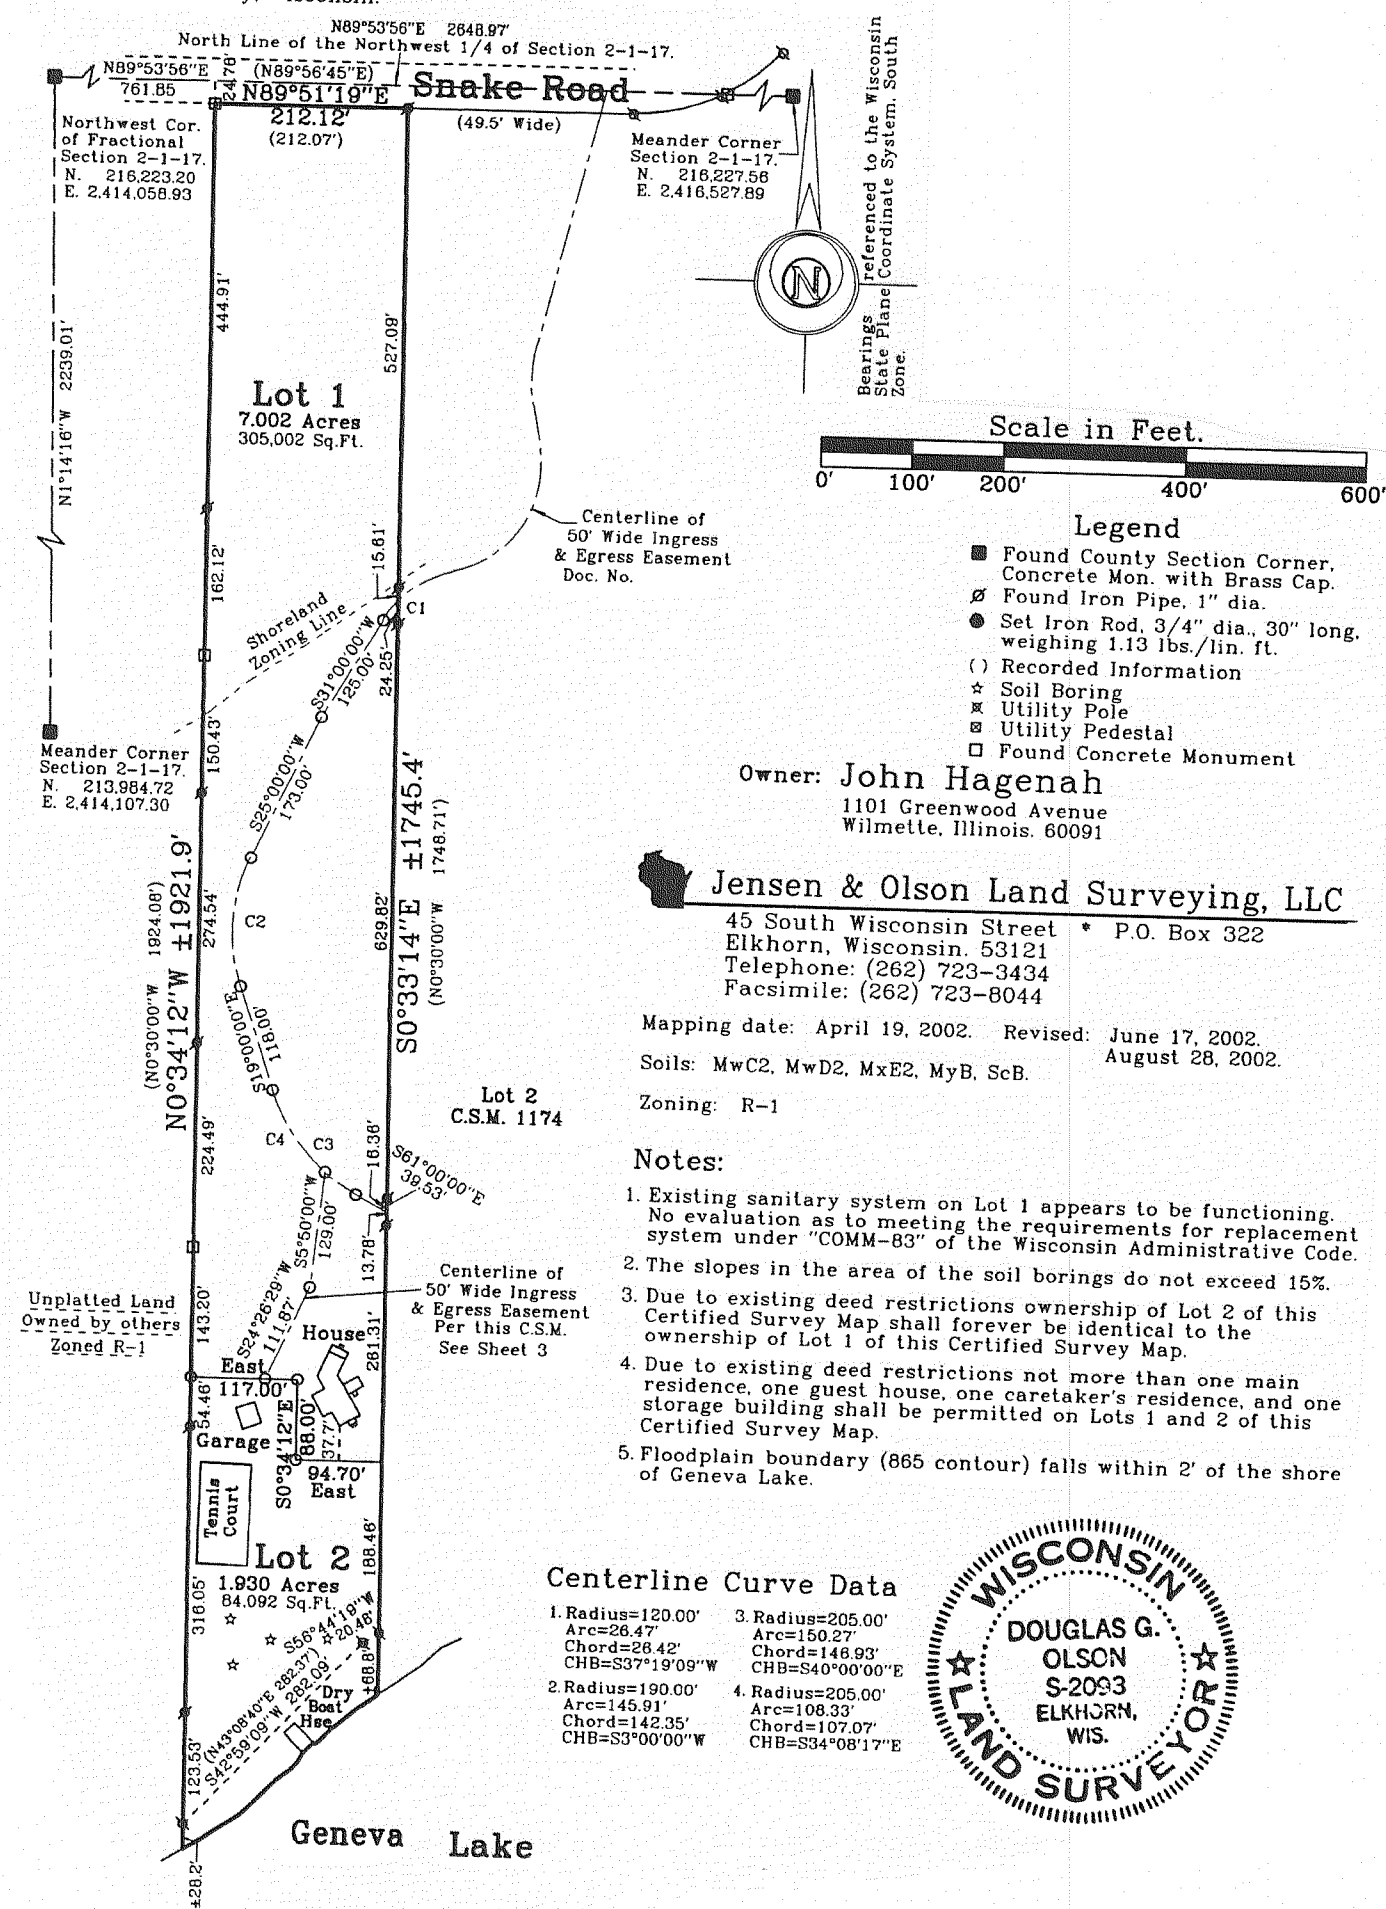 N89°53'56"E 2648.97'
North Line of the Northwest 1/4 of Section 2-1-17.
N89°53'56"E
761.85
24.78'
(N89°56'45"E)
N89°51'19"E
212.12'
(212.07')
Snake Road
(49.5' Wide)
Northwest Cor.
of Fractional
Section 2-1-17.
N. 216,223.20
E. 2,414,058.93
Meander Corner
Section 2-1-17.
N. 216,227.56
E. 2,416,527.89
N
Bearings referenced to the Wisconsin
State Plane Coordinate System. South
Zone.
N1°14'16"W 2239.01'
444.91'
527.09'
Lot 1
7.002 Acres
305,002 Sq.Ft.
Scale in Feet.
0' 100' 200' 400' 600'
Centerline of
50' Wide Ingress
& Egress Easement
Doc. No.
Legend
Found County Section Corner,
Concrete Mon. with Brass Cap.
Found Iron Pipe, 1" dia.
Set Iron Rod, 3/4" dia., 30" long,
weighing 1.13 lbs./lin. ft.
( ) Recorded Information
Soil Boring
Utility Pole
Utility Pedestal
Found Concrete Monument
162.12'
15.61'
C1
Shoreland
Zoning Line
S31°00'00"W
125.00'
24.25'
Meander Corner
Section 2-1-17.
N. 213,984.72
E. 2,414,107.30
150.43'
S25°00'00"W
173.00'
Owner: John Hagenah
1101 Greenwood Avenue
Wilmette, Illinois. 60091
N0°34'12"W ±1921.9'
(N0°30'00"W 1924.08')
274.54'
C2
629.82'
S0°33'14"E ±1745.4'
(N0°30'00"W 1748.71')
Jensen & Olson Land Surveying, LLC
45 South Wisconsin Street * P.O. Box 322
Elkhorn, Wisconsin. 53121
Telephone: (262) 723-3434
Facsimile: (262) 723-8044
Mapping date: April 19, 2002. Revised: June 17, 2002.
August 28, 2002.
Soils: MwC2, MwD2, MxE2, MyB, ScB.
Zoning: R-1
S19°00'00"E
118.00'
Lot 2
C.S.M. 1174
224.49'
C4
C3
16.36'
S61°00'00"E
39.53'
S5°50'00"W
129.00'
13.78'
Notes:
1. Existing sanitary system on Lot 1 appears to be functioning.
No evaluation as to meeting the requirements for replacement
system under "COMM-83" of the Wisconsin Administrative Code.
2. The slopes in the area of the soil borings do not exceed 15%.
3. Due to existing deed restrictions ownership of Lot 2 of this
Certified Survey Map shall forever be identical to the
ownership of Lot 1 of this Certified Survey Map.
4. Due to existing deed restrictions not more than one main
residence, one guest house, one caretaker's residence, and one
storage building shall be permitted on Lots 1 and 2 of this
Certified Survey Map.
5. Floodplain boundary (865 contour) falls within 2' of the shore
of Geneva Lake.
Unplatted Land
Owned by others
Zoned R-1
143.20'
S24°26'29"W
111.87'
Centerline of
50' Wide Ingress
& Egress Easement
Per this C.S.M.
See Sheet 3
House
261.31'
East
117.00'
54.46'
Garage
S0°34'12"E
88.00'
37.7'
94.70'
East
Tennis
Court
Lot 2
1.930 Acres
84.092 Sq.Ft.
188.46'
316.05'
S56°44'19"W
20.48'
(N43°08'40"E 282.37')
S42°59'09"W 282.09'
±68.8'
Dry
Boat
Hse
123.53'
±28.2'
Geneva Lake
Centerline Curve Data
1. Radius=120.00'
Arc=26.47'
Chord=26.42'
CHB=S37°19'09"W
2. Radius=190.00'
Arc=145.91'
Chord=142.35'
CHB=S3°00'00"W
3. Radius=205.00'
Arc=150.27'
Chord=146.93'
CHB=S40°00'00"E
4. Radius=205.00'
Arc=108.33'
Chord=107.07'
CHB=S34°08'17"E
WISCONSIN
DOUGLAS G.
OLSON
S-2093
ELKHORN,
WIS.
LAND SURVEYOR